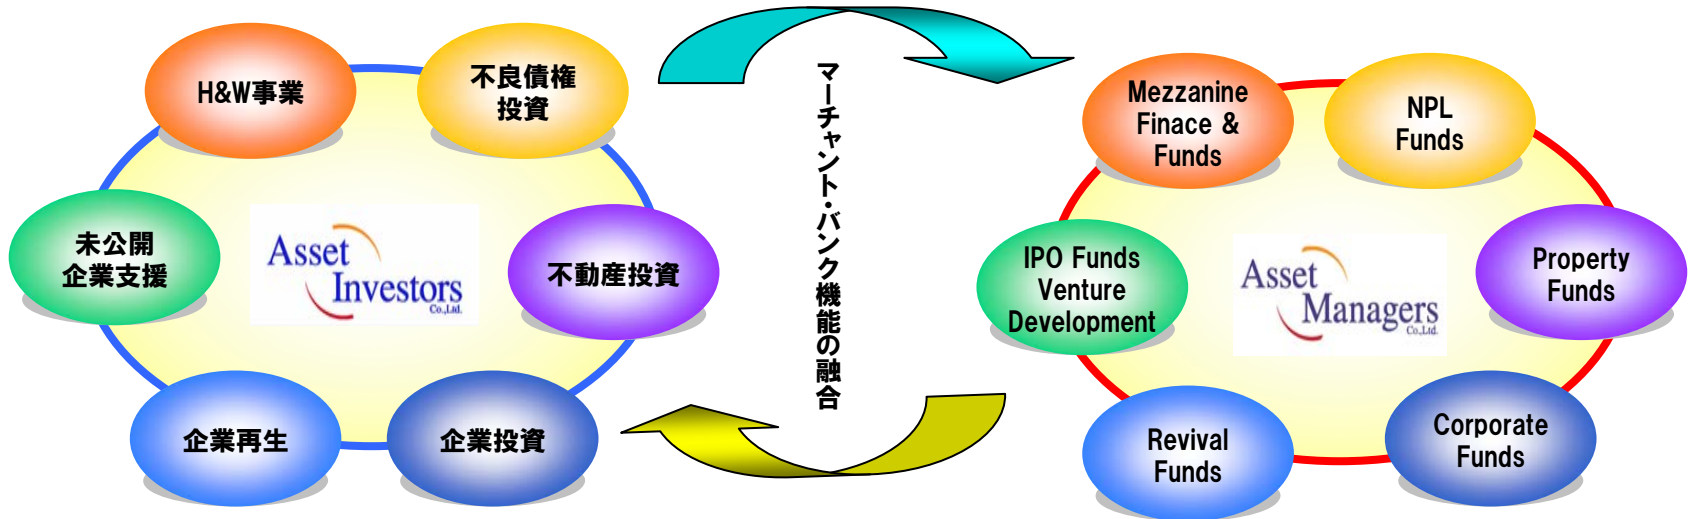 H&W事業
不良債権
投資
未公開
企業支援
Asset
Investors
Co.,Ltd.
不動産投資
企業再生
企業投資
マーチャント・バンク機能の融合
Mezzanine
Finace &
Funds
NPL
Funds
IPO Funds
Venture
Development
Asset
Managers
Co.,Ltd.
Property
Funds
Revival
Funds
Corporate
Funds